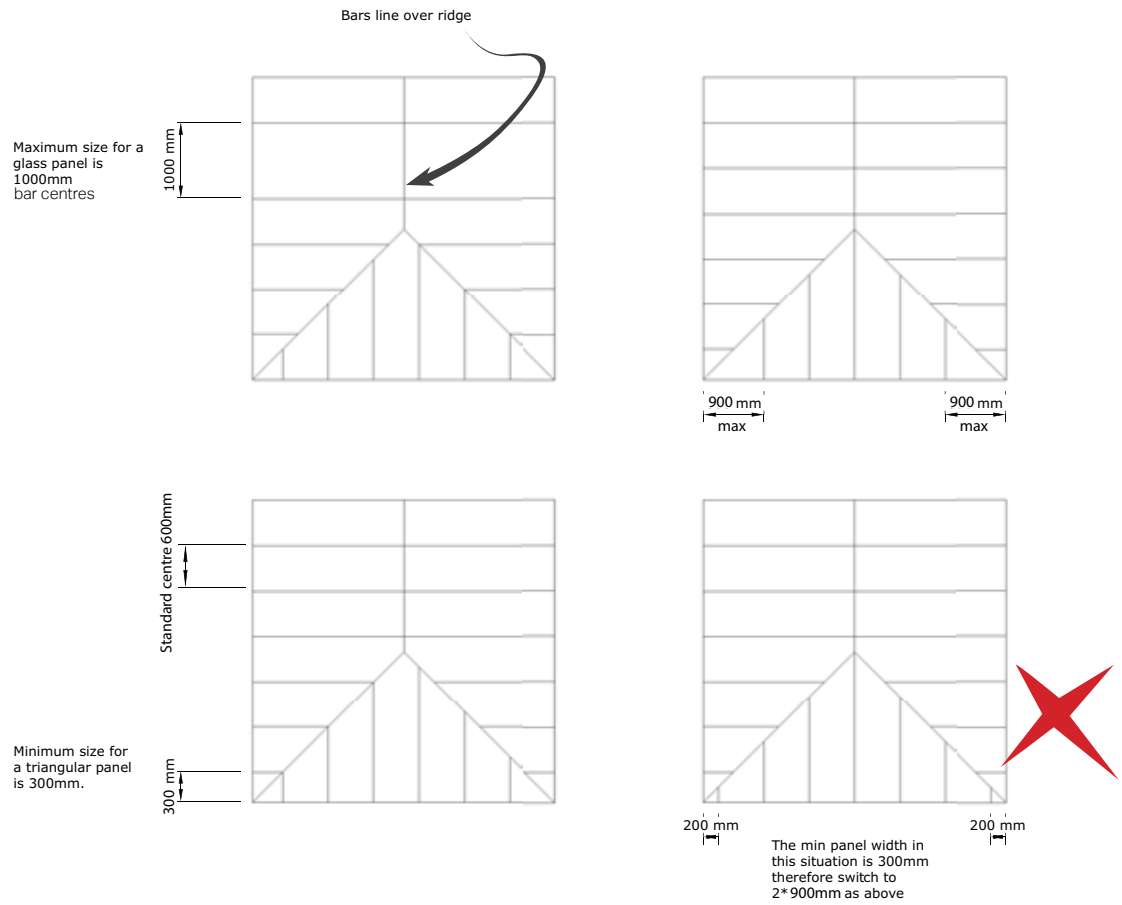 Bars line over ridge
Maximum size for a
glass panel is
1000mm
bar centres
1000 mm
900 mm
max
900 mm
max
Standard centre 600mm
Minimum size for
a triangular panel
is 300mm.
300 mm
200 mm
200 mm
The min panel width in
this situation is 300mm
therefore switch to
2*900mm as above